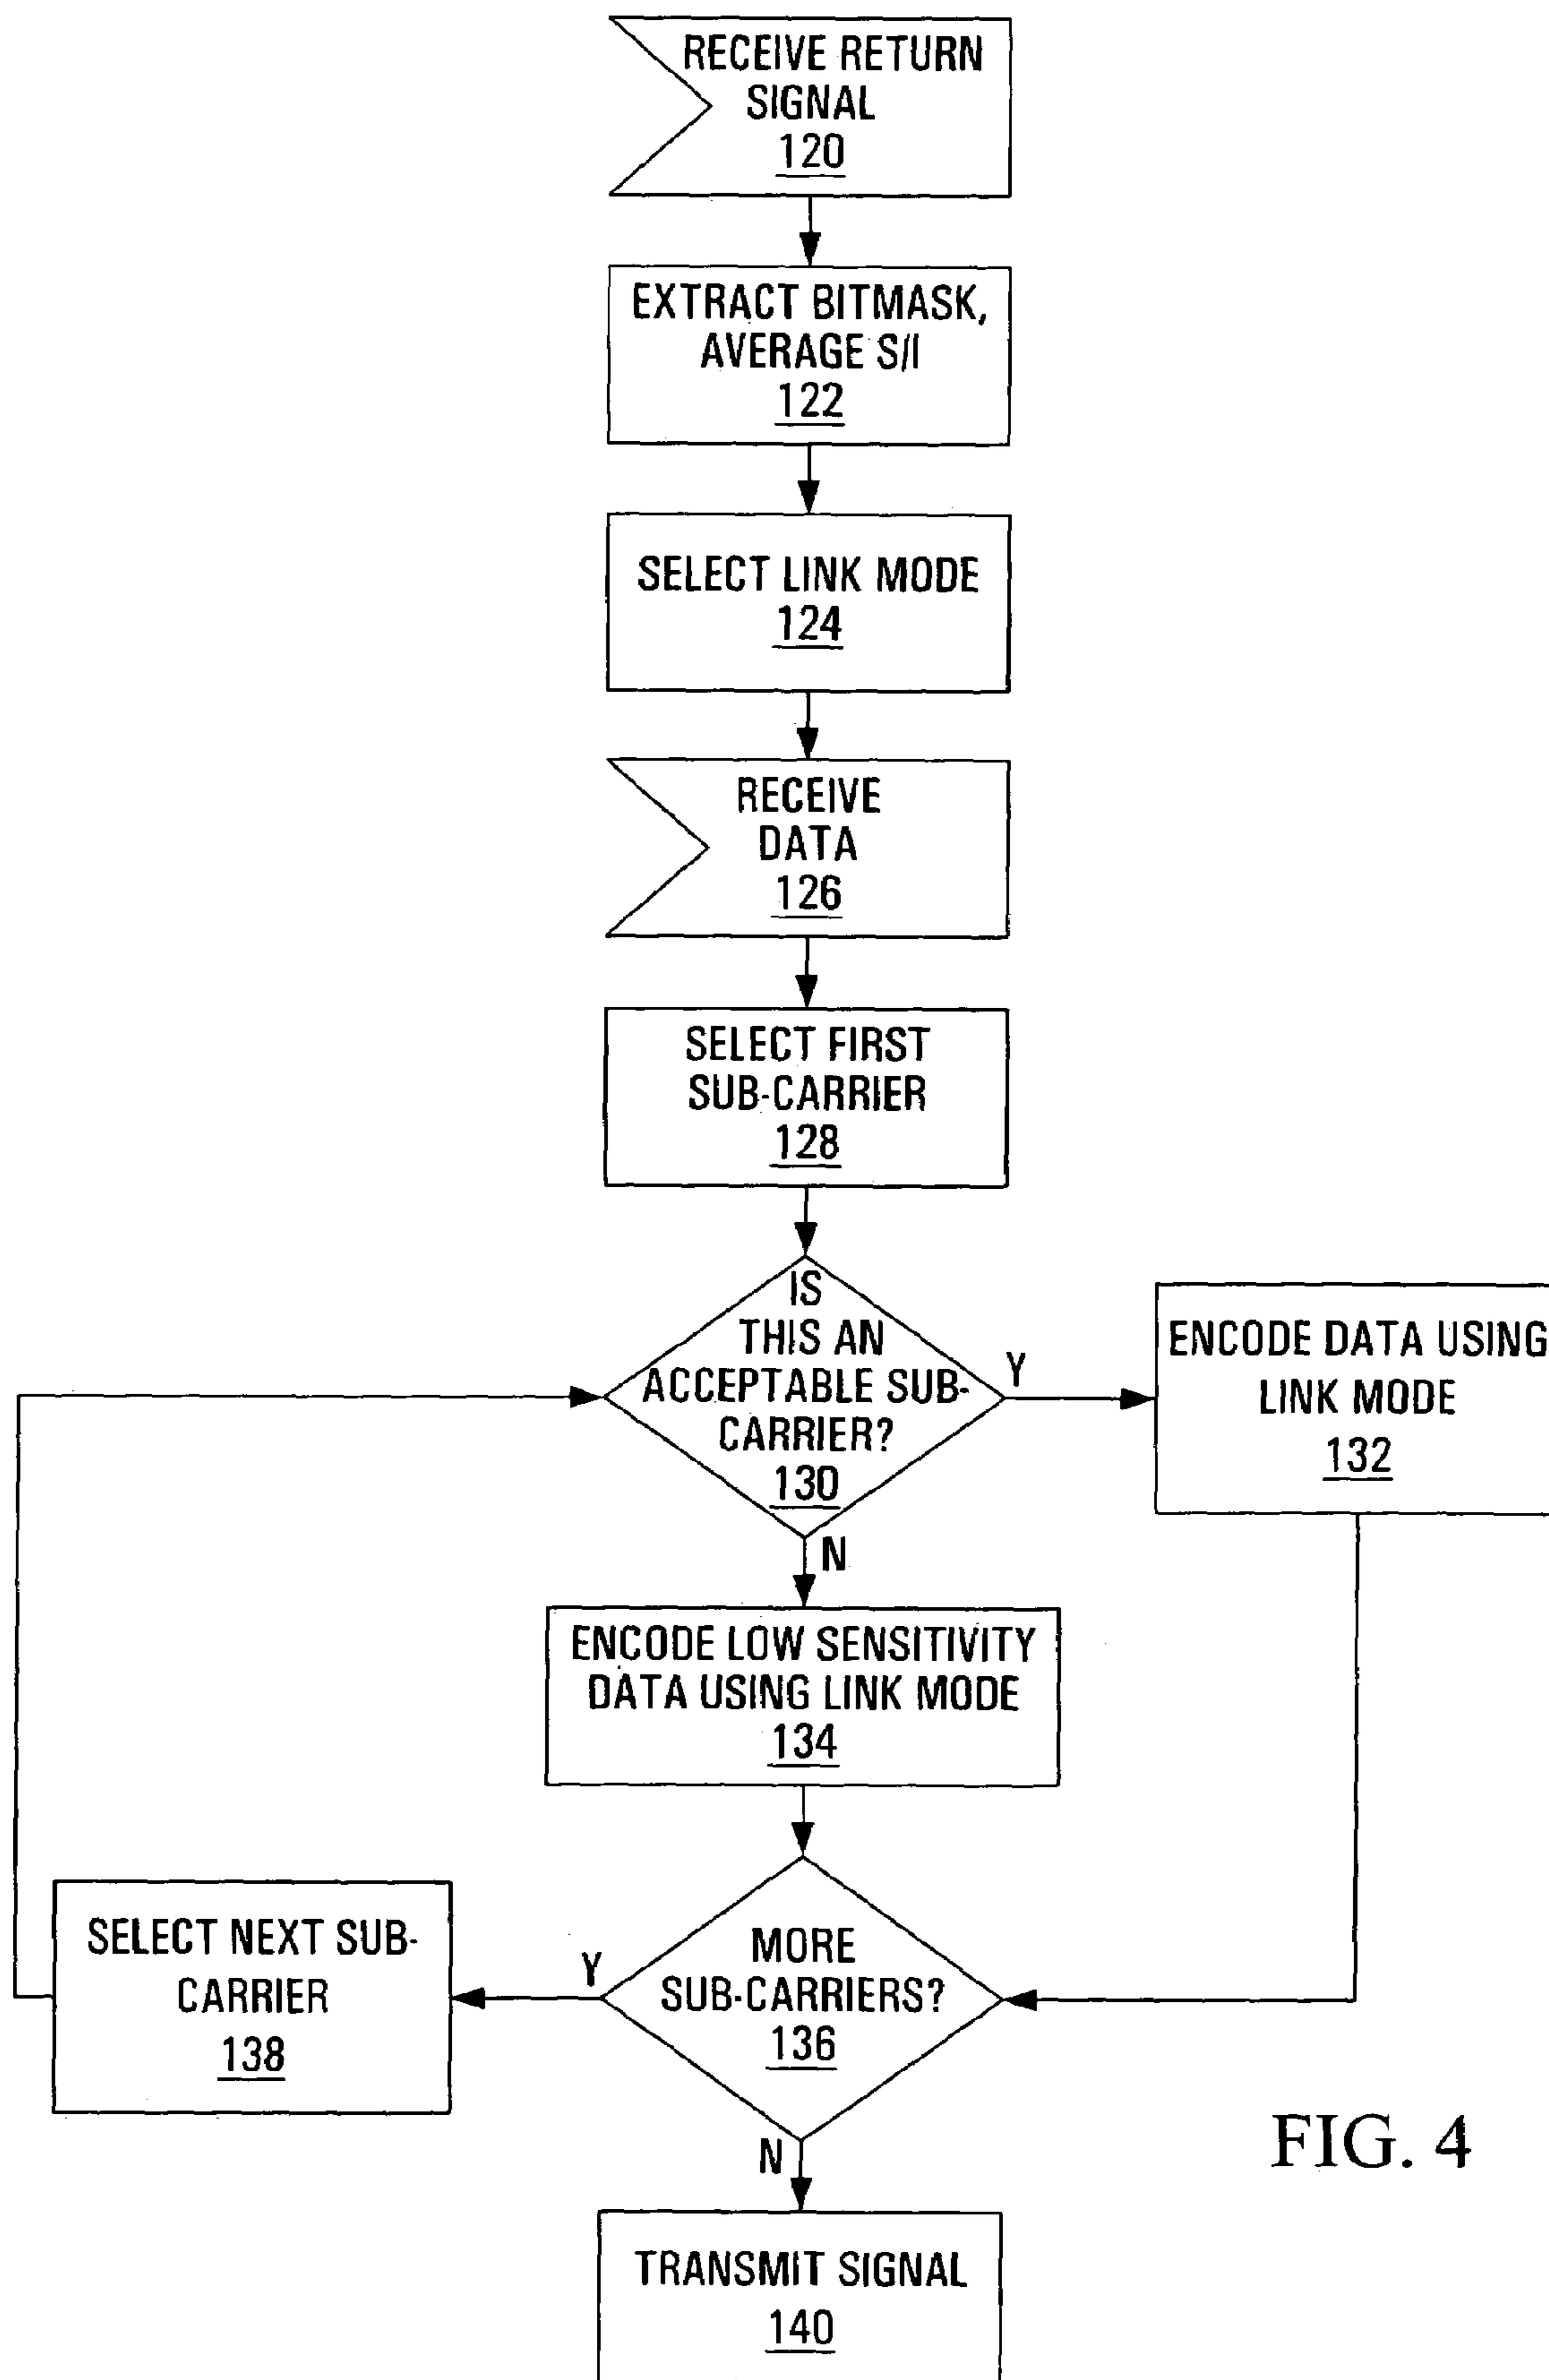 RECEIVE RETURN
SIGNAL
120
EXTRACT BITMASK,
AVERAGE S/I
122
SELECT LINK MODE
124
RECEIVE
DATA
126
SELECT FIRST
SUB-CARRIER
128
IS
THIS AN
ACCEPTABLE SUB-
CARRIER?
130
Y
ENCODE DATA USING
LINK MODE
132
N
ENCODE LOW SENSITIVITY
DATA USING LINK MODE
134
MORE
SUB-CARRIERS?
136
Y
SELECT NEXT SUB-
CARRIER
138
N
TRANSMIT SIGNAL
140
FIG. 4